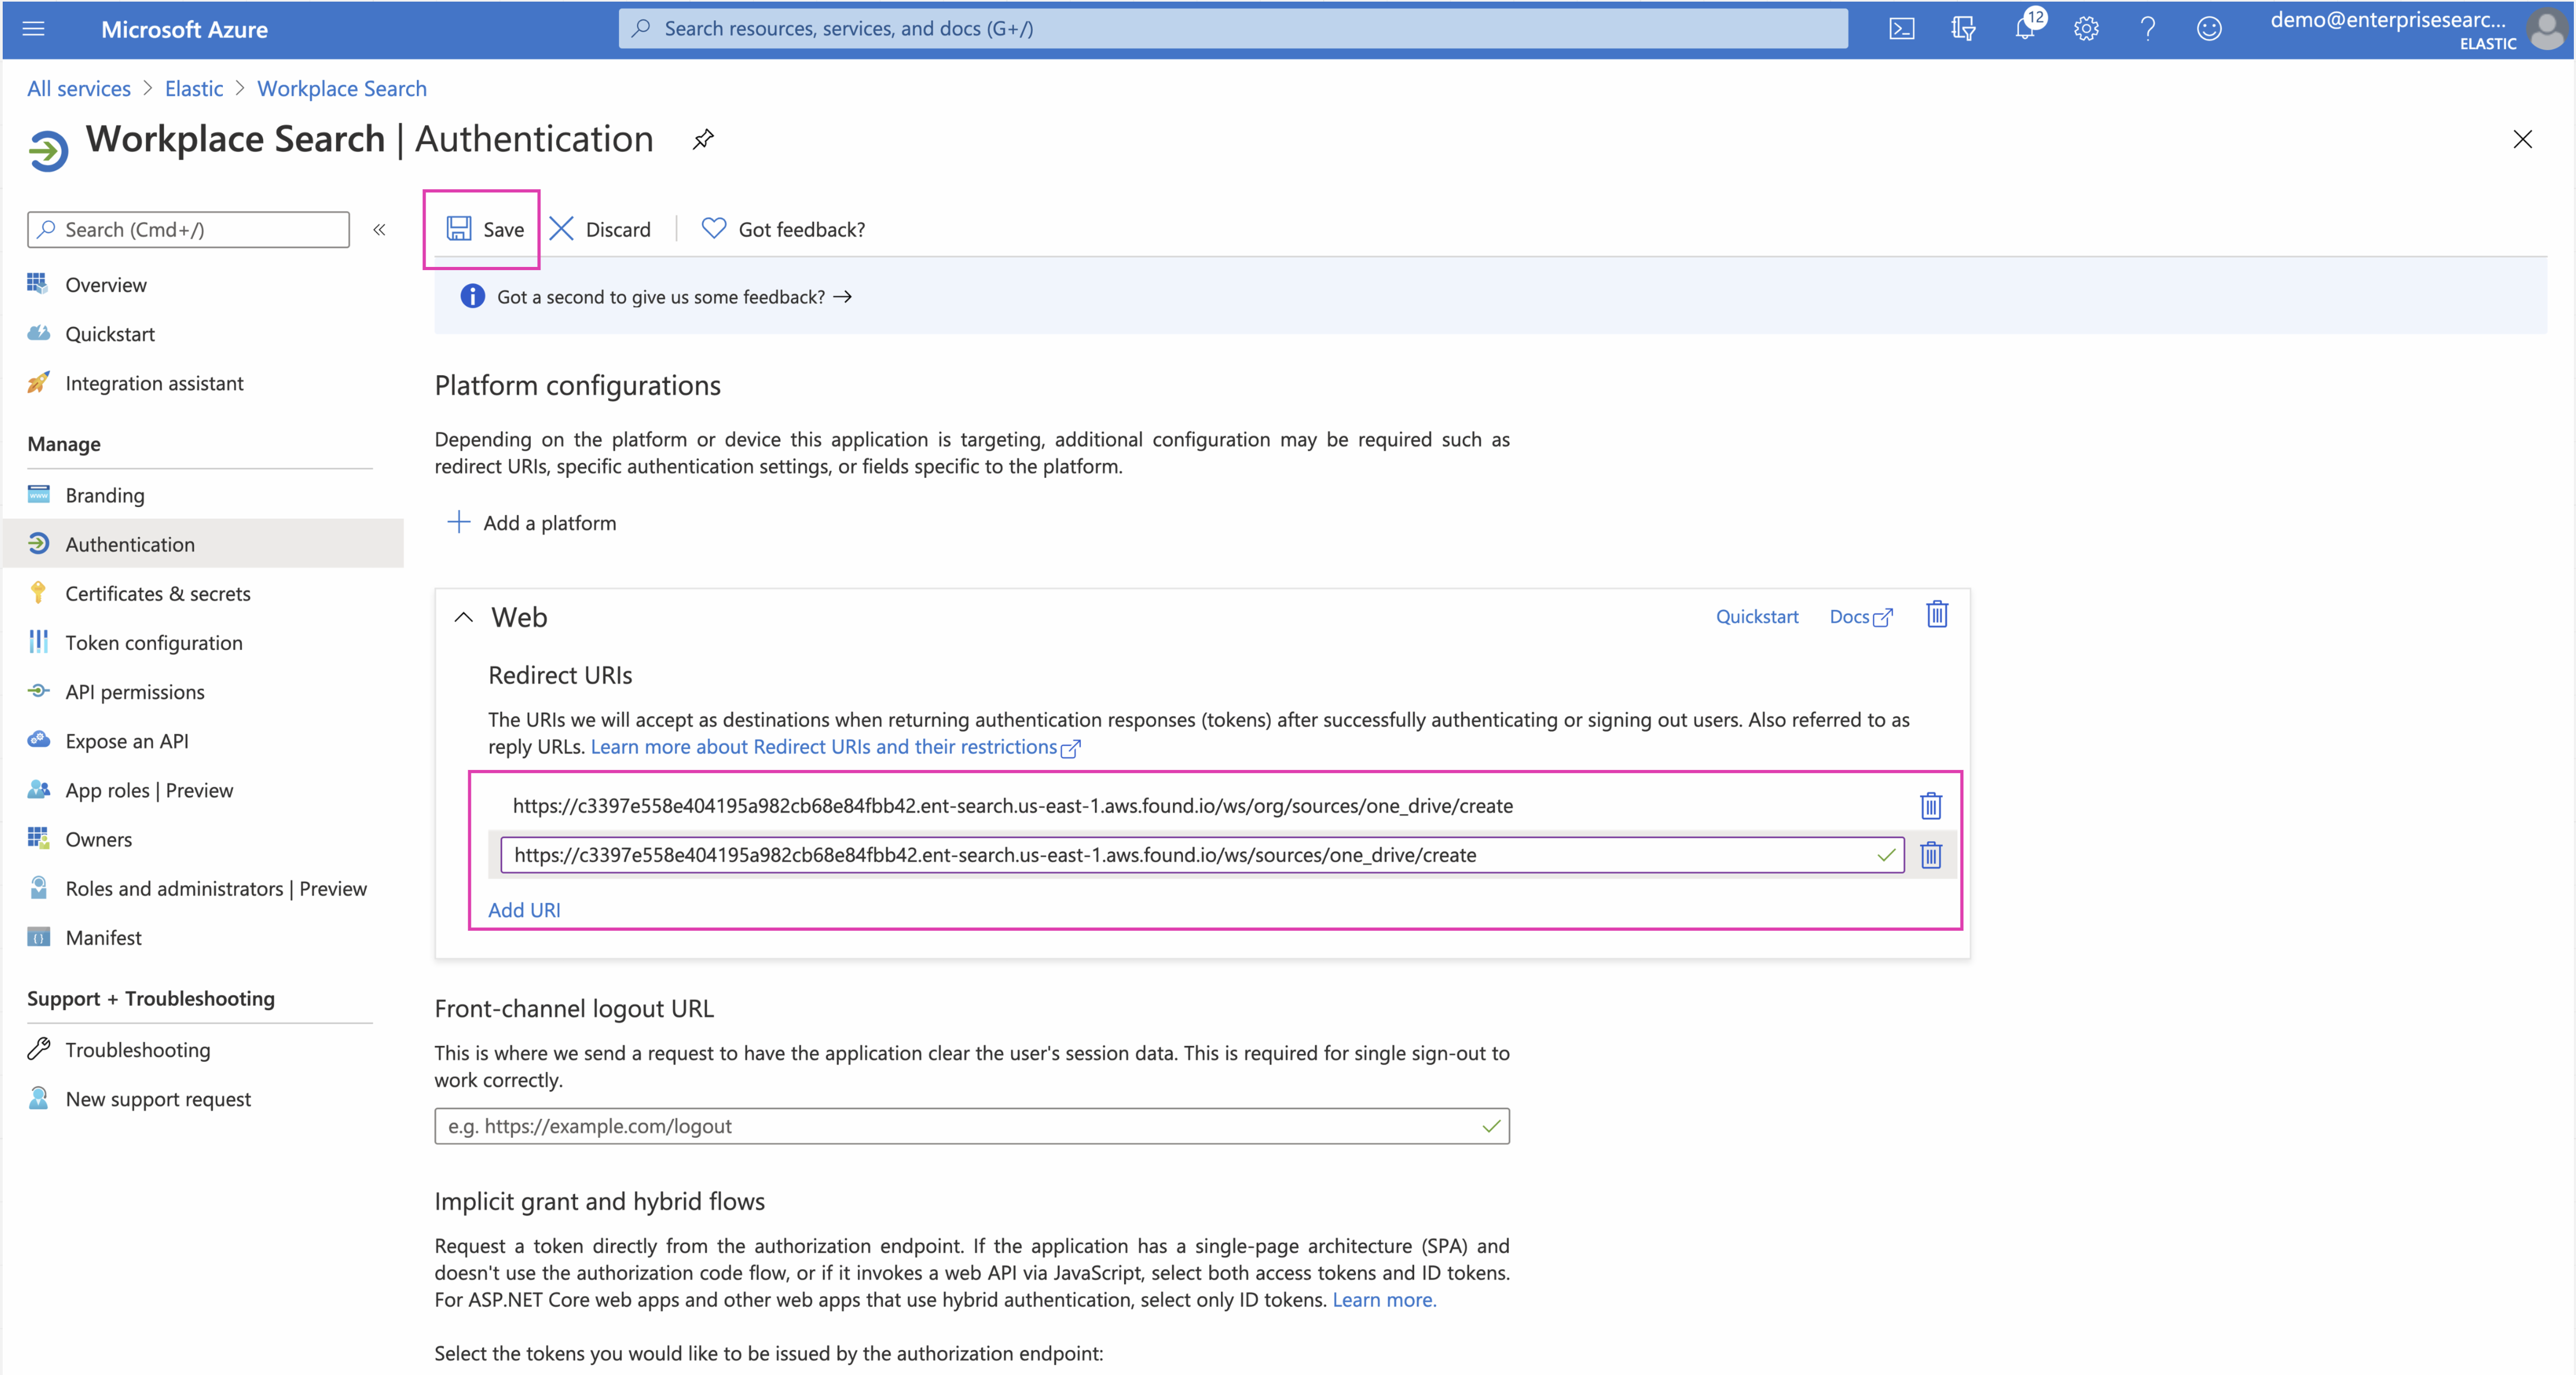 Microsoft Azure
Search resources, services, and docs (G+/)
12
demo@enterprisesearc...
ELASTIC
All services > Elastic > Workplace Search
Workplace Search | Authentication
Search (Cmd+/)
«
Save
Discard
Got feedback?
Got a second to give us some feedback? →
Overview
Quickstart
Integration assistant
Manage
Branding
Authentication
Certificates & secrets
Token configuration
API permissions
Expose an API
App roles | Preview
Owners
Roles and administrators | Preview
Manifest
Support + Troubleshooting
Troubleshooting
New support request
Platform configurations
Depending on the platform or device this application is targeting, additional configuration may be required such as
redirect URIs, specific authentication settings, or fields specific to the platform.
Add a platform
Web
Quickstart
Docs
Redirect URIs
The URIs we will accept as destinations when returning authentication responses (tokens) after successfully authenticating or signing out users. Also referred to as
reply URLs. Learn more about Redirect URIs and their restrictions
https://c3397e558e404195a982cb68e84fbb42.ent-search.us-east-1.aws.found.io/ws/org/sources/one_drive/create
https://c3397e558e404195a982cb68e84fbb42.ent-search.us-east-1.aws.found.io/ws/sources/one_drive/create
Add URI
Front-channel logout URL
This is where we send a request to have the application clear the user's session data. This is required for single sign-out to
work correctly.
e.g. https://example.com/logout
Implicit grant and hybrid flows
Request a token directly from the authorization endpoint. If the application has a single-page architecture (SPA) and
doesn't use the authorization code flow, or if it invokes a web API via JavaScript, select both access tokens and ID tokens.
For ASP.NET Core web apps and other web apps that use hybrid authentication, select only ID tokens. Learn more.
Select the tokens you would like to be issued by the authorization endpoint: